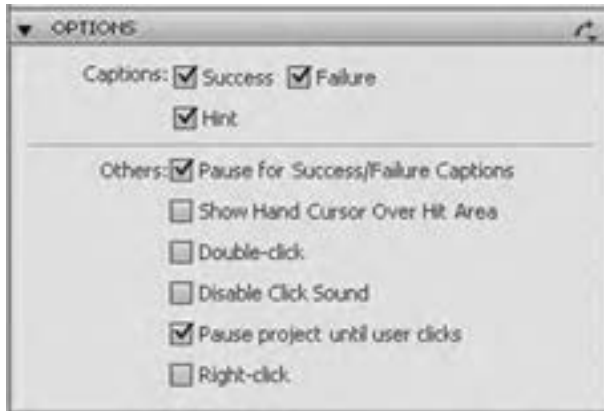 OPTIONS
Captions: Success Failure
Hint
Others: Pause for Success/Failure Captions
Show Hand Cursor Over Hit Area
Double-click
Disable Click Sound
Pause project until user clicks
Right-click